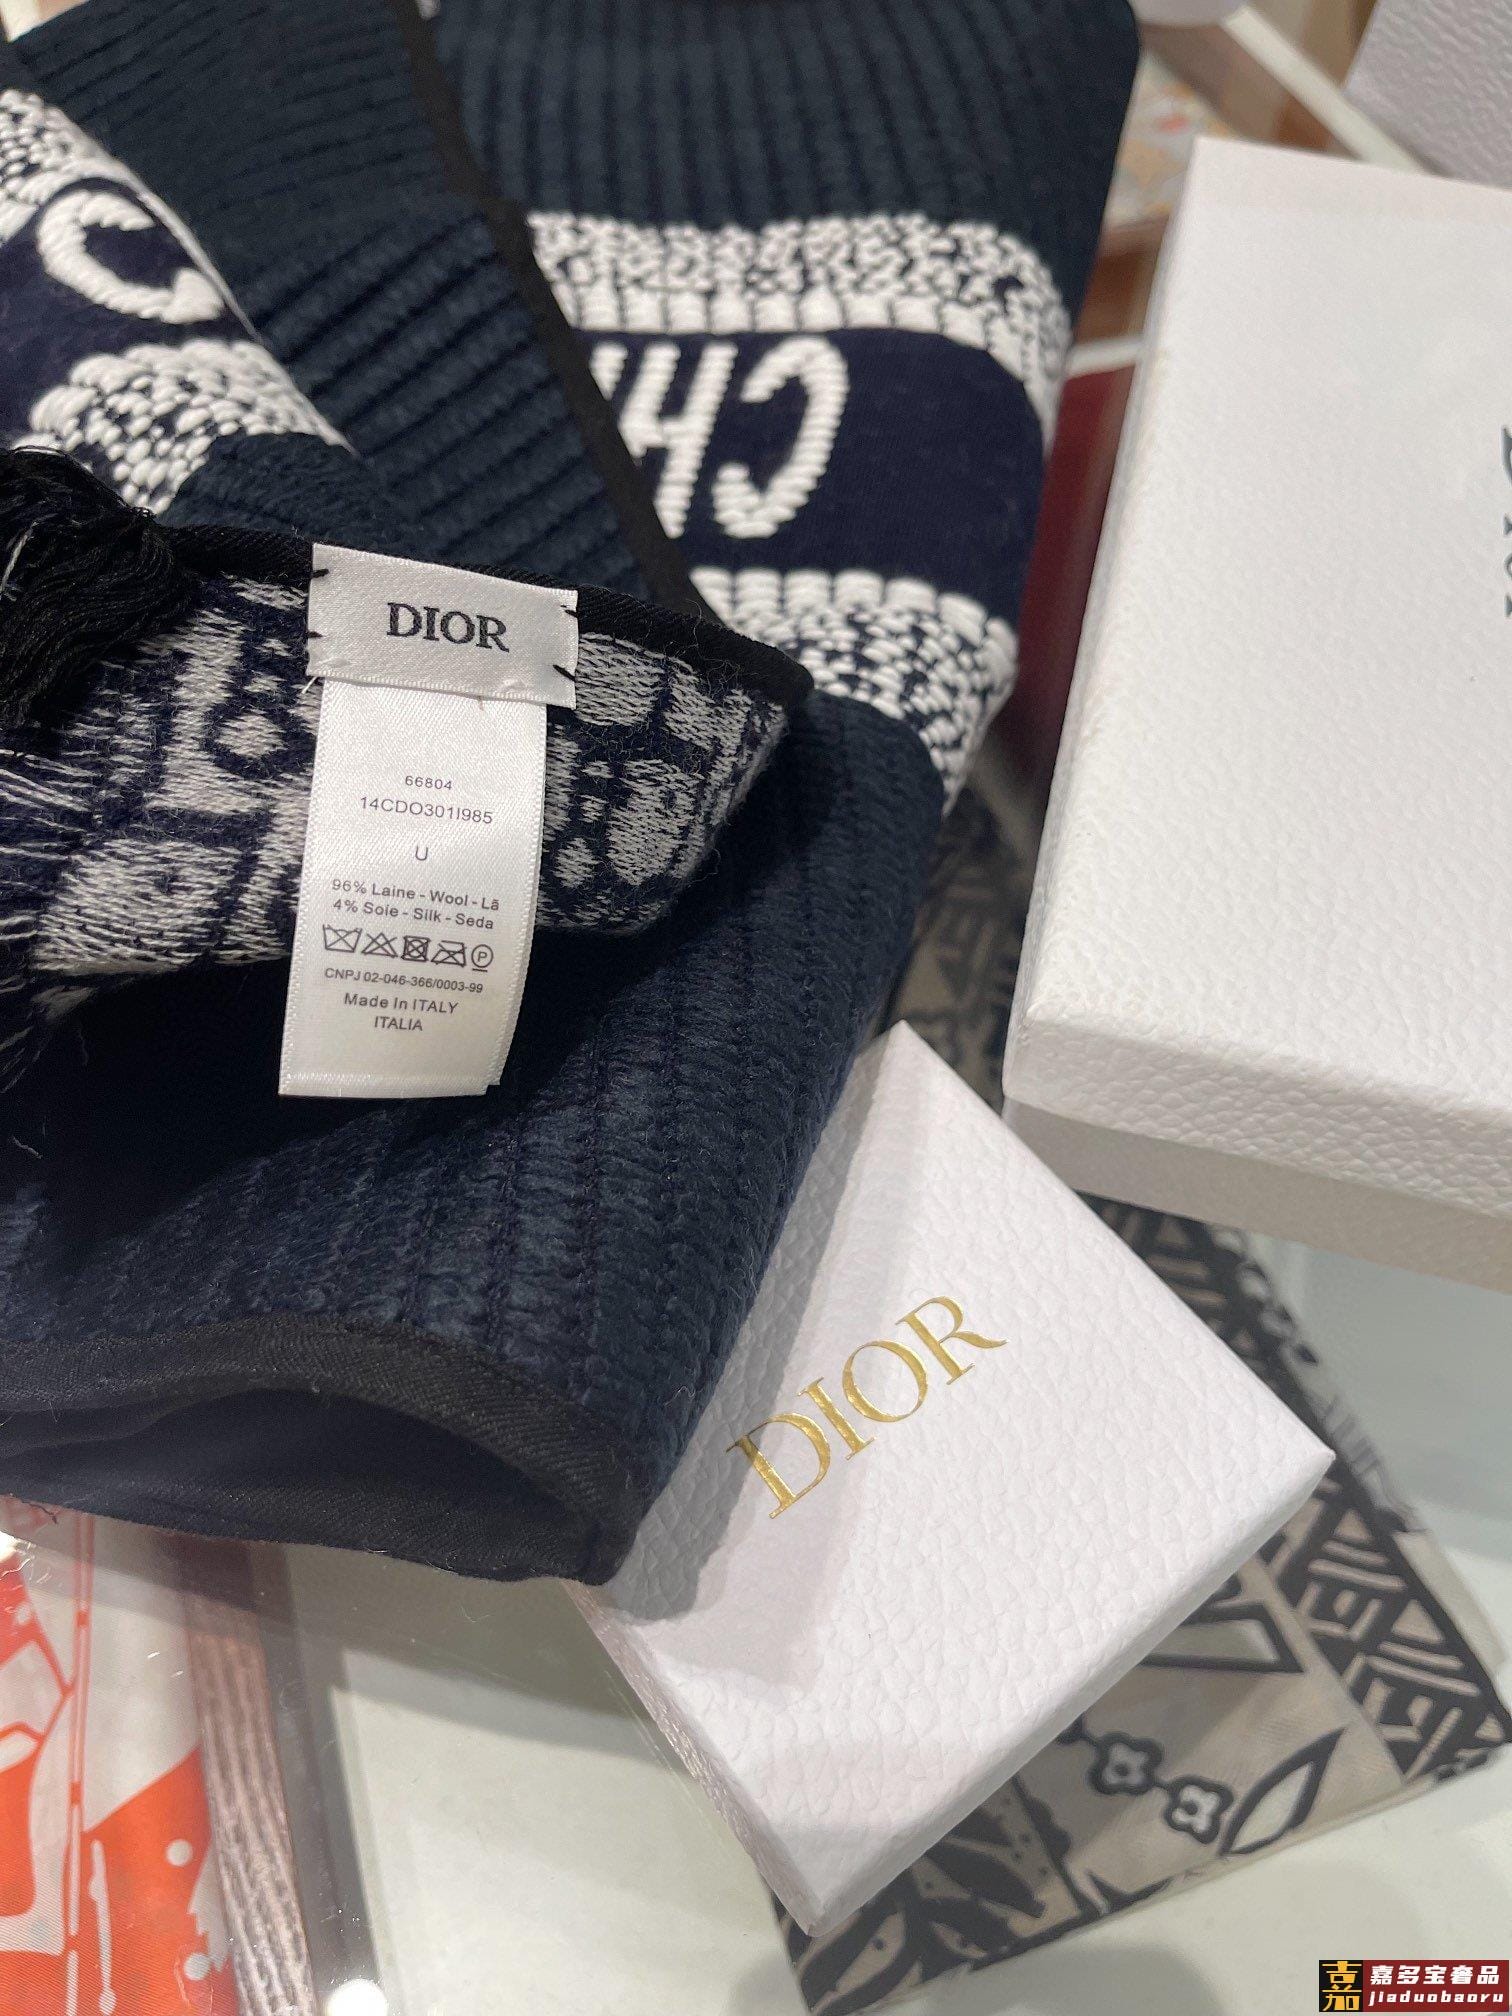 CH
DIOR
66804
14CDO301I985
U
96% Laine - Wool - Lã
4% Soie - Silk - Seda
CNPJ 02-046-366/0003-99
Made In ITALY
ITALIA
DIOR
嘉多宝奢品
jiaduobaoru